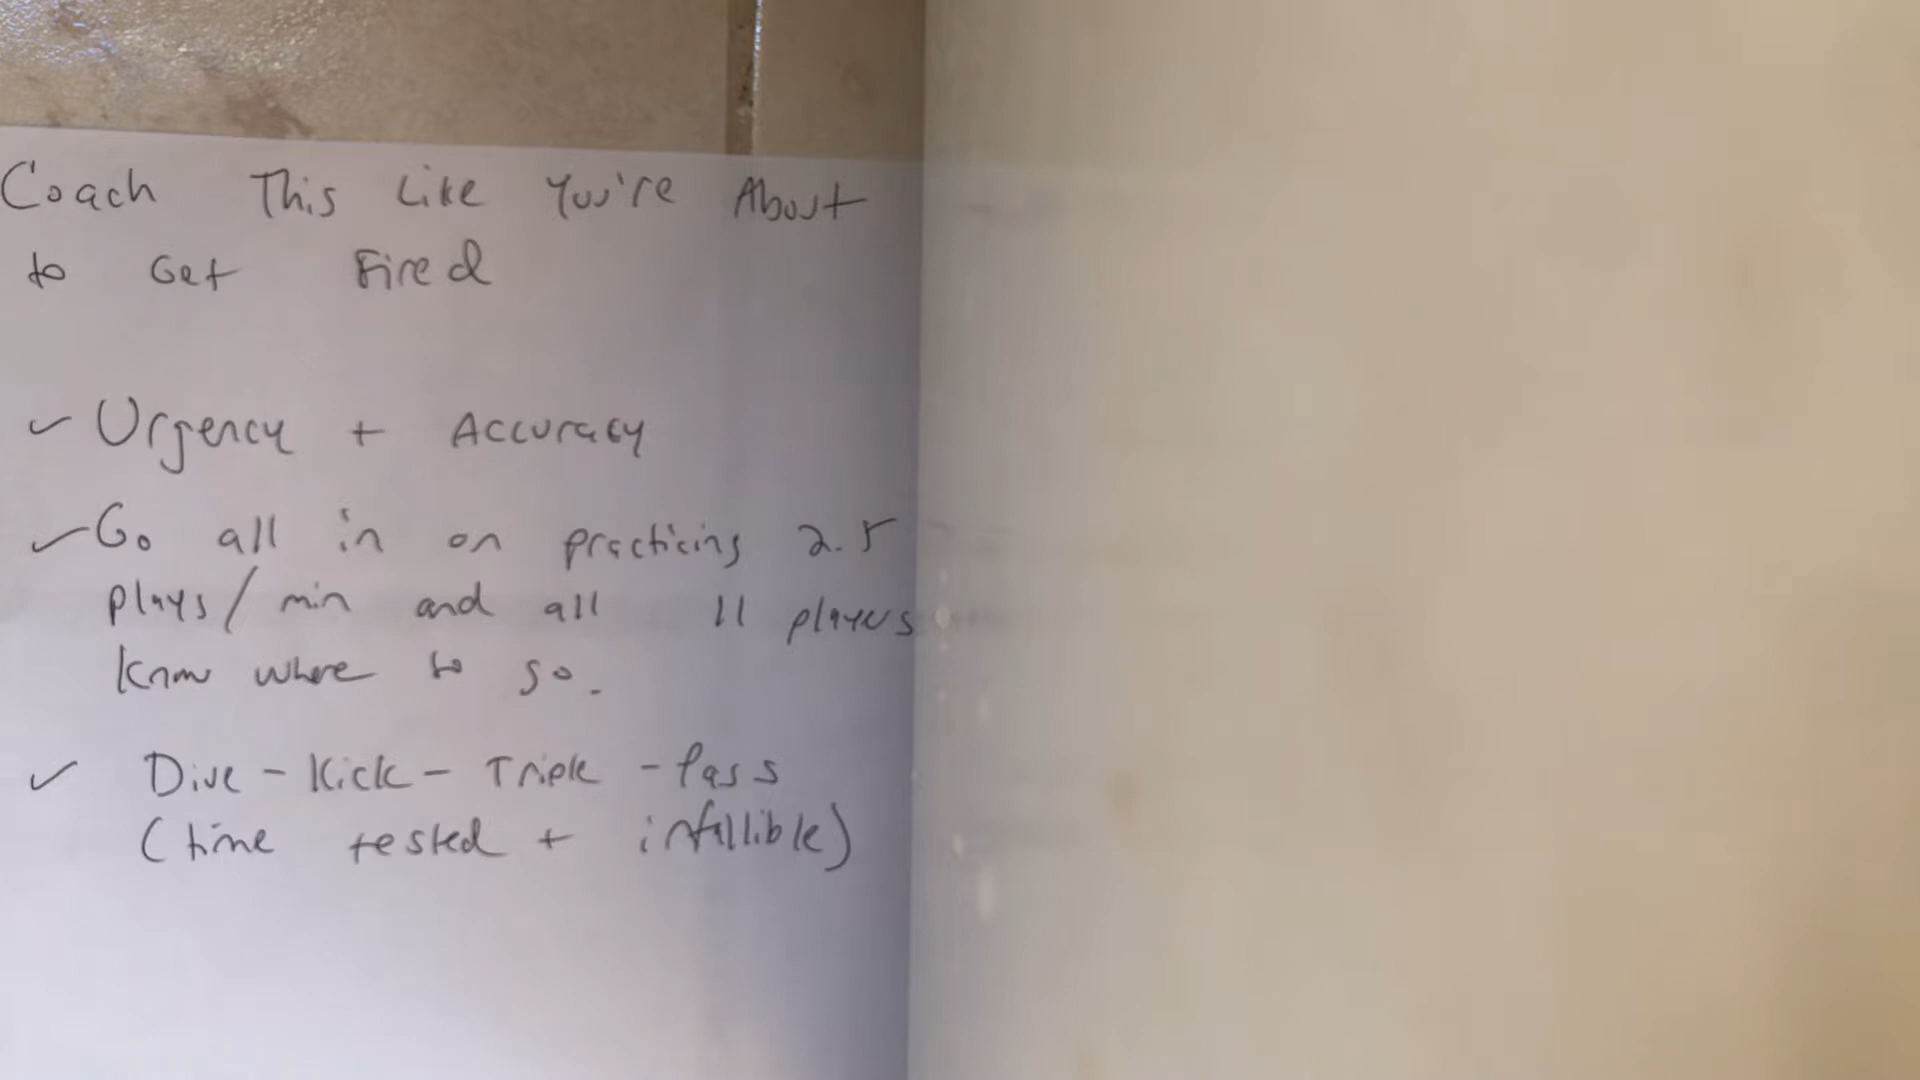 Coach This Like You're About
to Get Fired
✓ Urgency + Accuracy
✓ Go all in on practicing 2.5
plays/min and all 11 players
know where to go.
✓ Dive - Kick - Triple - Pass
(time tested + infallible)